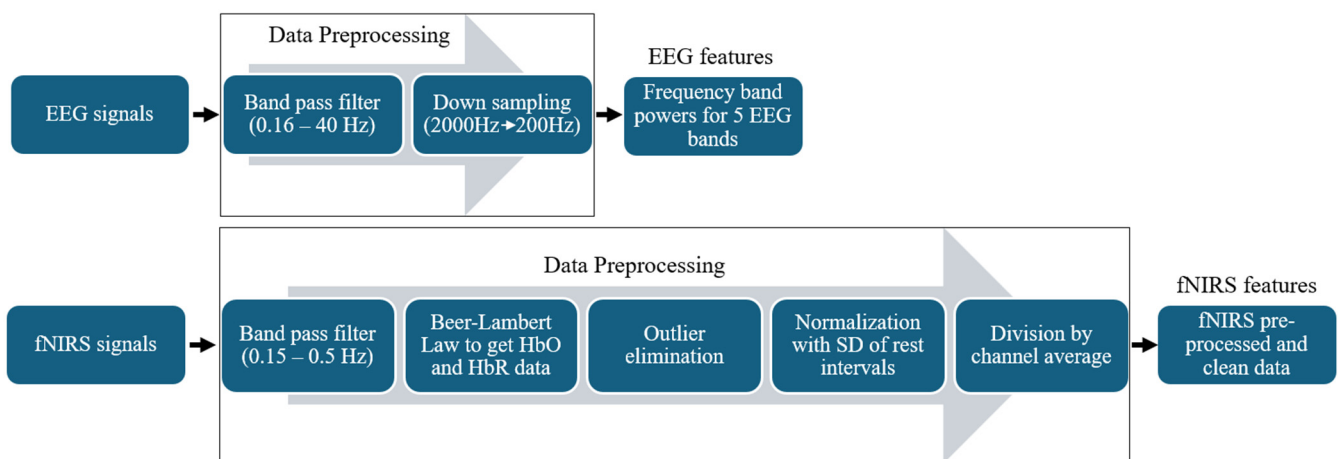 Data Preprocessing
EEG features
EEG signals
Band pass filter
(0.16 – 40 Hz)
Down sampling
(2000Hz➔200Hz)
Frequency band
powers for 5 EEG
bands
Data Preprocessing
fNIRS features
fNIRS signals
Band pass filter
(0.15 – 0.5 Hz)
Beer-Lambert
Law to get HbO
and HbR data
Outlier
elimination
Normalization
with SD of rest
intervals
Division by
channel average
fNIRS pre-
processed and
clean data